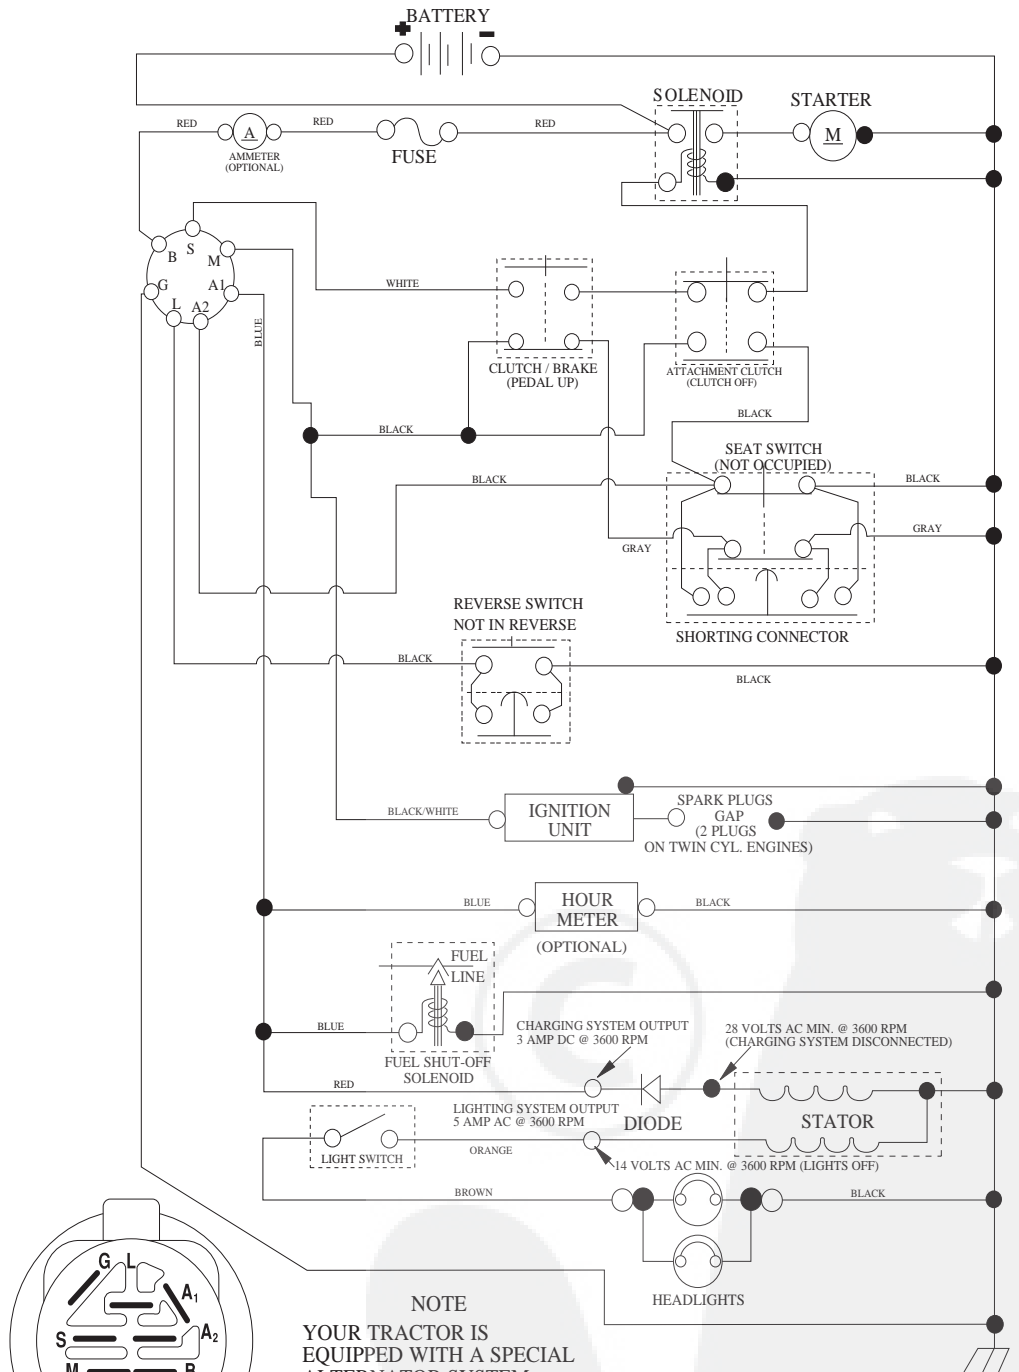 BATTERY
SOLENOID
STARTER
RED
A
RED
RED
M
AMMETER
(OPTIONAL)
FUSE
B
S
M
G
A1
L
A2
BLUE
WHITE
CLUTCH / BRAKE
(PEDAL UP)
ATTACHMENT CLUTCH
(CLUTCH OFF)
BLACK
BLACK
SEAT SWITCH
(NOT OCCUPIED)
BLACK
BLACK
GRAY
GRAY
SHORTING CONNECTOR
REVERSE SWITCH
NOT IN REVERSE
BLACK
BLACK
BLACK/WHITE
IGNITION
UNIT
SPARK PLUGS
GAP
(2 PLUGS
ON TWIN CYL. ENGINES)
BLUE
HOUR
METER
BLACK
(OPTIONAL)
FUEL
LINE
BLUE
FUEL SHUT-OFF
SOLENOID
CHARGING SYSTEM OUTPUT
3 AMP DC @ 3600 RPM
28 VOLTS AC MIN. @ 3600 RPM
(CHARGING SYSTEM DISCONNECTED)
RED
DIODE
STATOR
LIGHTING SYSTEM OUTPUT
5 AMP AC @ 3600 RPM
LIGHT SWITCH
ORANGE
14 VOLTS AC MIN. @ 3600 RPM (LIGHTS OFF)
BROWN
BLACK
HEADLIGHTS
G
L
A1
S
A2
M
B
NOTE
YOUR TRACTOR IS
EQUIPPED WITH A SPECIAL
ALTERNATOR SYSTEM
©